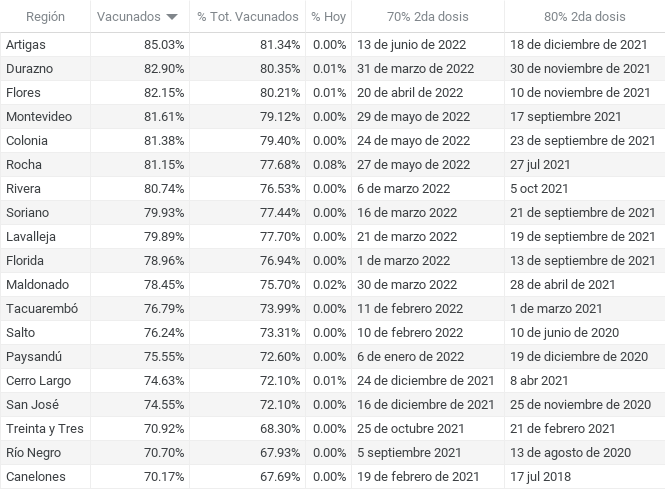 Región Vacunados % Tot. Vacunados % Hoy 70% 2da dosis 80% 2da dosis
Artigas 85.03% 81.34% 0.00% 13 de junio de 2022 18 de diciembre de 2021
Durazno 82.90% 80.35% 0.01% 31 de marzo de 2022 30 de noviembre de 2021
Flores 82.15% 80.21% 0.01% 20 de abril de 2022 10 de noviembre de 2021
Montevideo 81.61% 79.12% 0.00% 29 de mayo de 2022 17 septiembre 2021
Colonia 81.38% 79.40% 0.00% 24 de mayo de 2022 23 de septiembre de 2021
Rocha 81.15% 77.68% 0.08% 27 de mayo de 2022 27 jul 2021
Rivera 80.74% 76.53% 0.00% 6 de marzo 2022 5 oct 2021
Soriano 79.93% 77.44% 0.00% 16 de marzo 2022 21 de septiembre de 2021
Lavalleja 79.89% 77.70% 0.00% 21 de marzo 2022 19 de septiembre de 2021
Florida 78.96% 76.94% 0.00% 1 de marzo 2022 13 de septiembre de 2021
Maldonado 78.45% 75.70% 0.02% 30 de marzo 2022 28 de abril de 2021
Tacuarembó 76.79% 73.99% 0.00% 11 de febrero 2022 1 de marzo 2021
Salto 76.24% 73.31% 0.00% 10 de febrero 2022 10 de junio de 2020
Paysandú 75.55% 72.60% 0.00% 6 de enero de 2022 19 de diciembre de 2020
Cerro Largo 74.63% 72.10% 0.01% 24 de diciembre de 2021 8 abr 2021
San José 74.55% 72.10% 0.00% 16 de diciembre de 2021 25 de noviembre de 2020
Treinta y Tres 70.92% 68.30% 0.00% 25 de octubre 2021 21 de febrero de 2021
Río Negro 70.70% 67.93% 0.00% 5 septiembre 2021 13 de agosto de 2020
Canelones 70.17% 67.69% 0.00% 19 de febrero de 2021 17 jul 2018